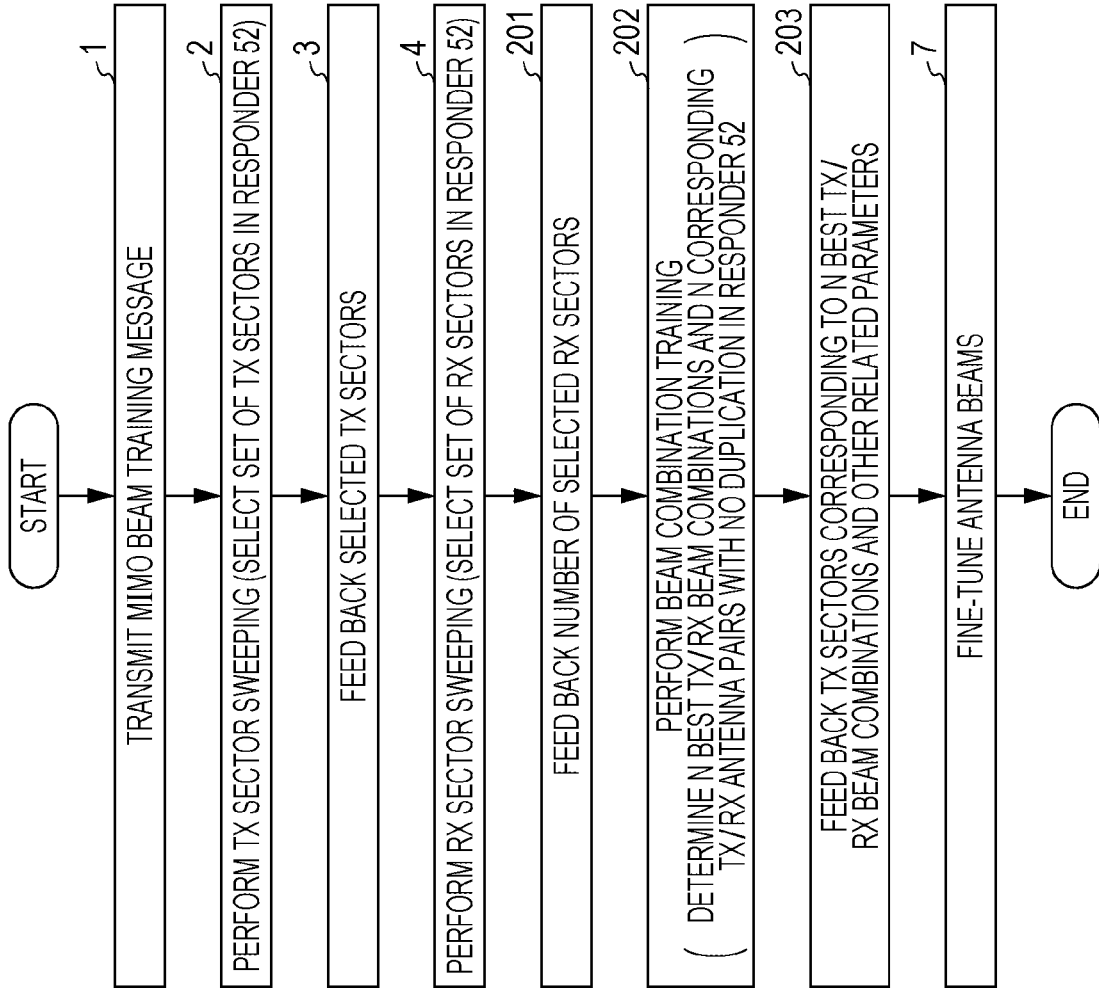 START
1
TRANSMIT MIMO BEAM TRAINING MESSAGE
2
PERFORM TX SECTOR SWEEPING (SELECT SET OF TX SECTORS IN RESPONDER 52)
3
FEED BACK SELECTED TX SECTORS
4
PERFORM RX SECTOR SWEEPING (SELECT SET OF RX SECTORS IN RESPONDER 52)
201
FEED BACK NUMBER OF SELECTED RX SECTORS
202
PERFORM BEAM COMBINATION TRAINING
(DETERMINE N BEST TX/RX BEAM COMBINATIONS AND N CORRESPONDING
TX/RX ANTENNA PAIRS WITH NO DUPLICATION IN RESPONDER 52)
203
FEED BACK TX SECTORS CORRESPONDING TO N BEST TX/
RX BEAM COMBINATIONS AND OTHER RELATED PARAMETERS
7
FINE-TUNE ANTENNA BEAMS
END